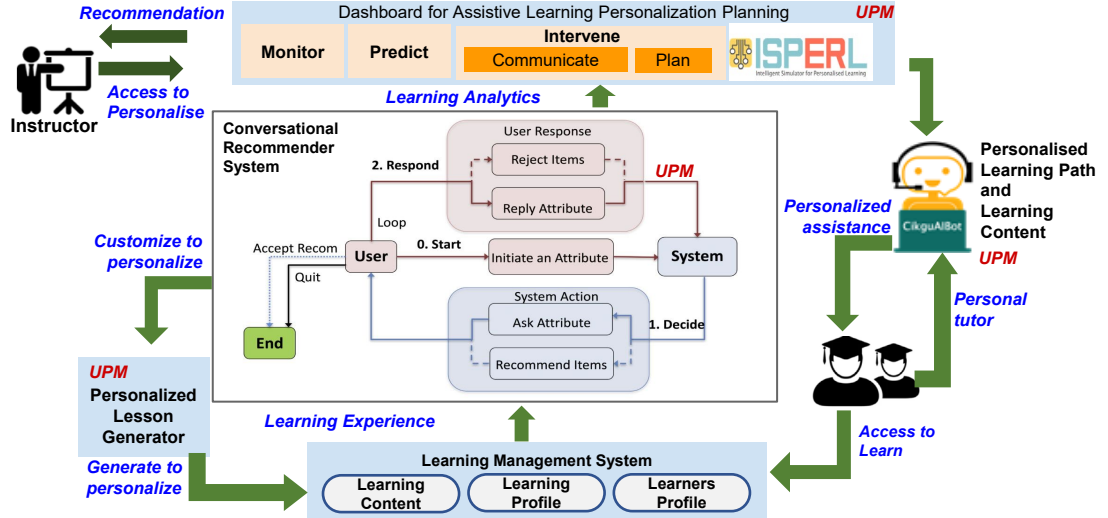 Recommendation
Dashboard for Assistive Learning Personalization Planning
UPM
Monitor
Predict
Intervene
Communicate
Plan
ISPERL
Intelligent Simulator for Personalised Learning
Instructor
Access to
Personalise
Learning Analytics
Conversational
Recommender
System
User Response
2. Respond
Reject Items
UPM
Reply Attribute
Loop
Accept Recom
0. Start
User
Initiate an Attribute
System
Quit
System Action
Ask Attribute
1. Decide
End
Recommend Items
Personalised
Learning Path
and
Learning
Content
CikguAIBot
UPM
Personalized
assistance
Personal
tutor
Customize to
personalize
UPM
Personalized
Lesson
Generator
Learning Experience
Access to
Learn
Generate to
personalize
Learning Management System
Learning
Content
Learning
Profile
Learners
Profile